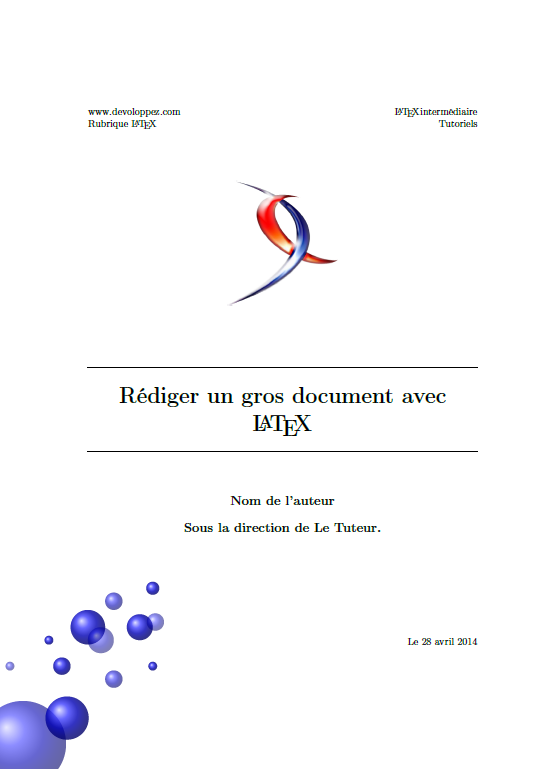 www.devoloppez.com
Rubrique LATEX
LATEXintermédiaire
Tutoriels
Rédiger un gros document avec
LATEX
Nom de l'auteur
Sous la direction de Le Tuteur.
Le 28 avril 2014